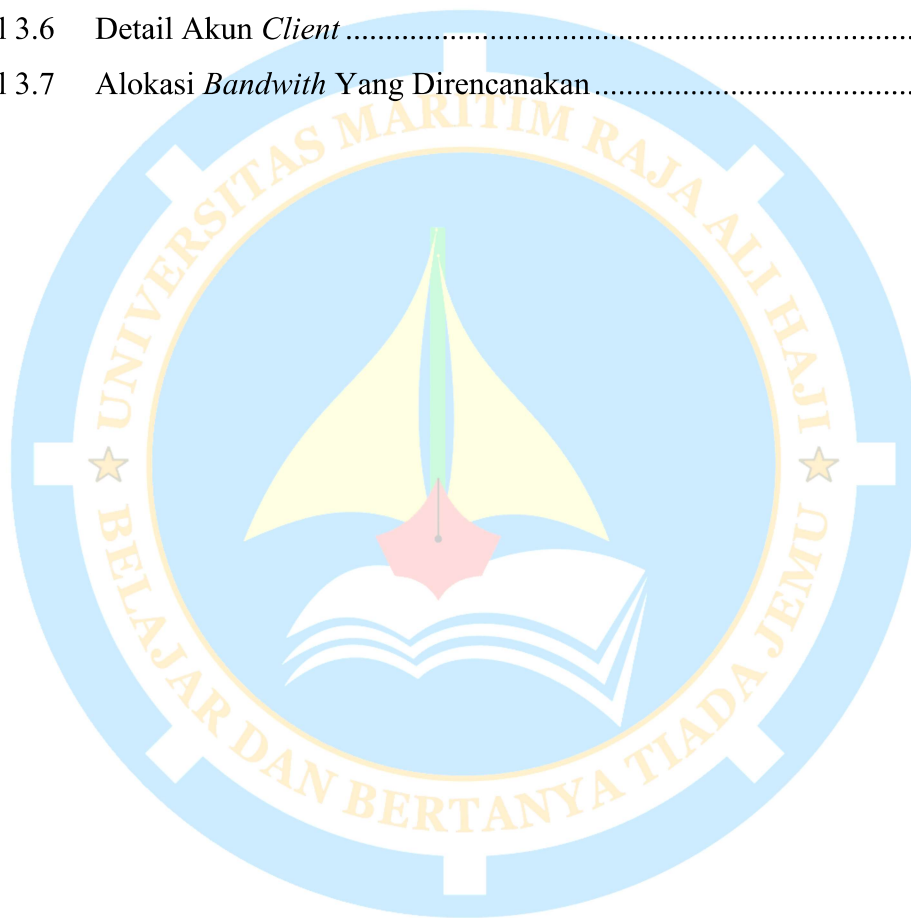 l 3.6 Detail Akun Client ........................................................................
l 3.7 Alokasi Bandwith Yang Direncanakan ........................................
UNIVERSITAS MARITIM RAJA ALI HAJI
BELAJAR DAN BERTANYA TIADA JEMU